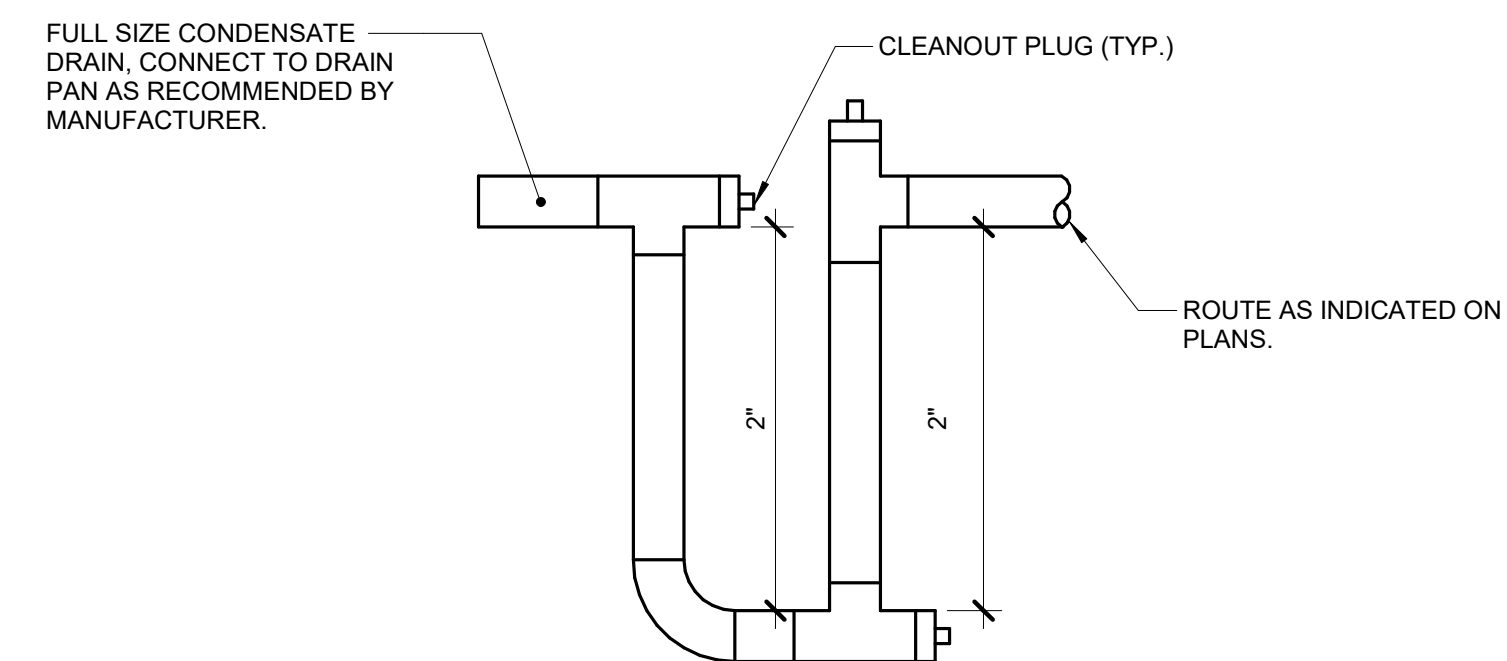 FULL SIZE CONDENSATE
DRAIN, CONNECT TO DRAIN
PAN AS RECOMMENDED BY
MANUFACTURER.
CLEANOUT PLUG (TYP.)
ROUTE AS INDICATED ON
PLANS.
2"
2"